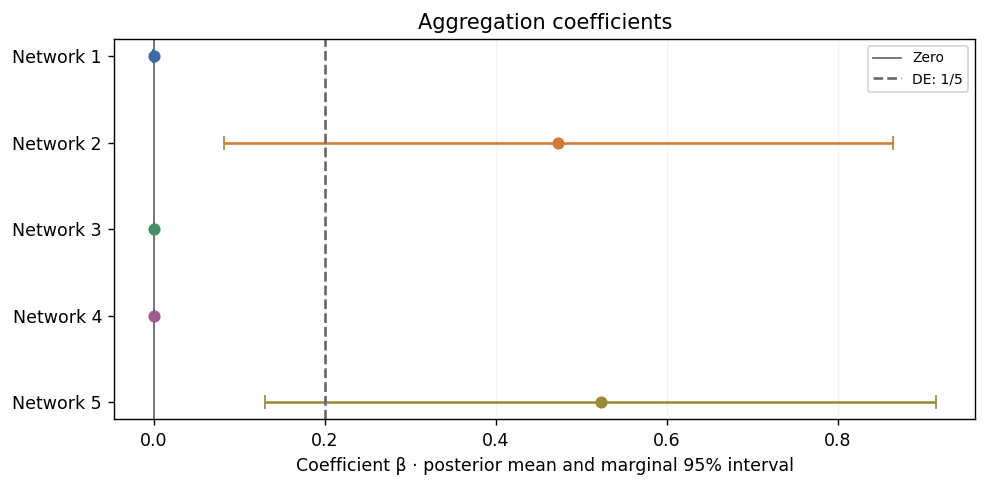 Aggregation coefficients
Network 1
Network 2
Network 3
Network 4
Network 5
Zero
DE: 1/5
0.0 0.2 0.4 0.6 0.8
Coefficient β · posterior mean and marginal 95% interval